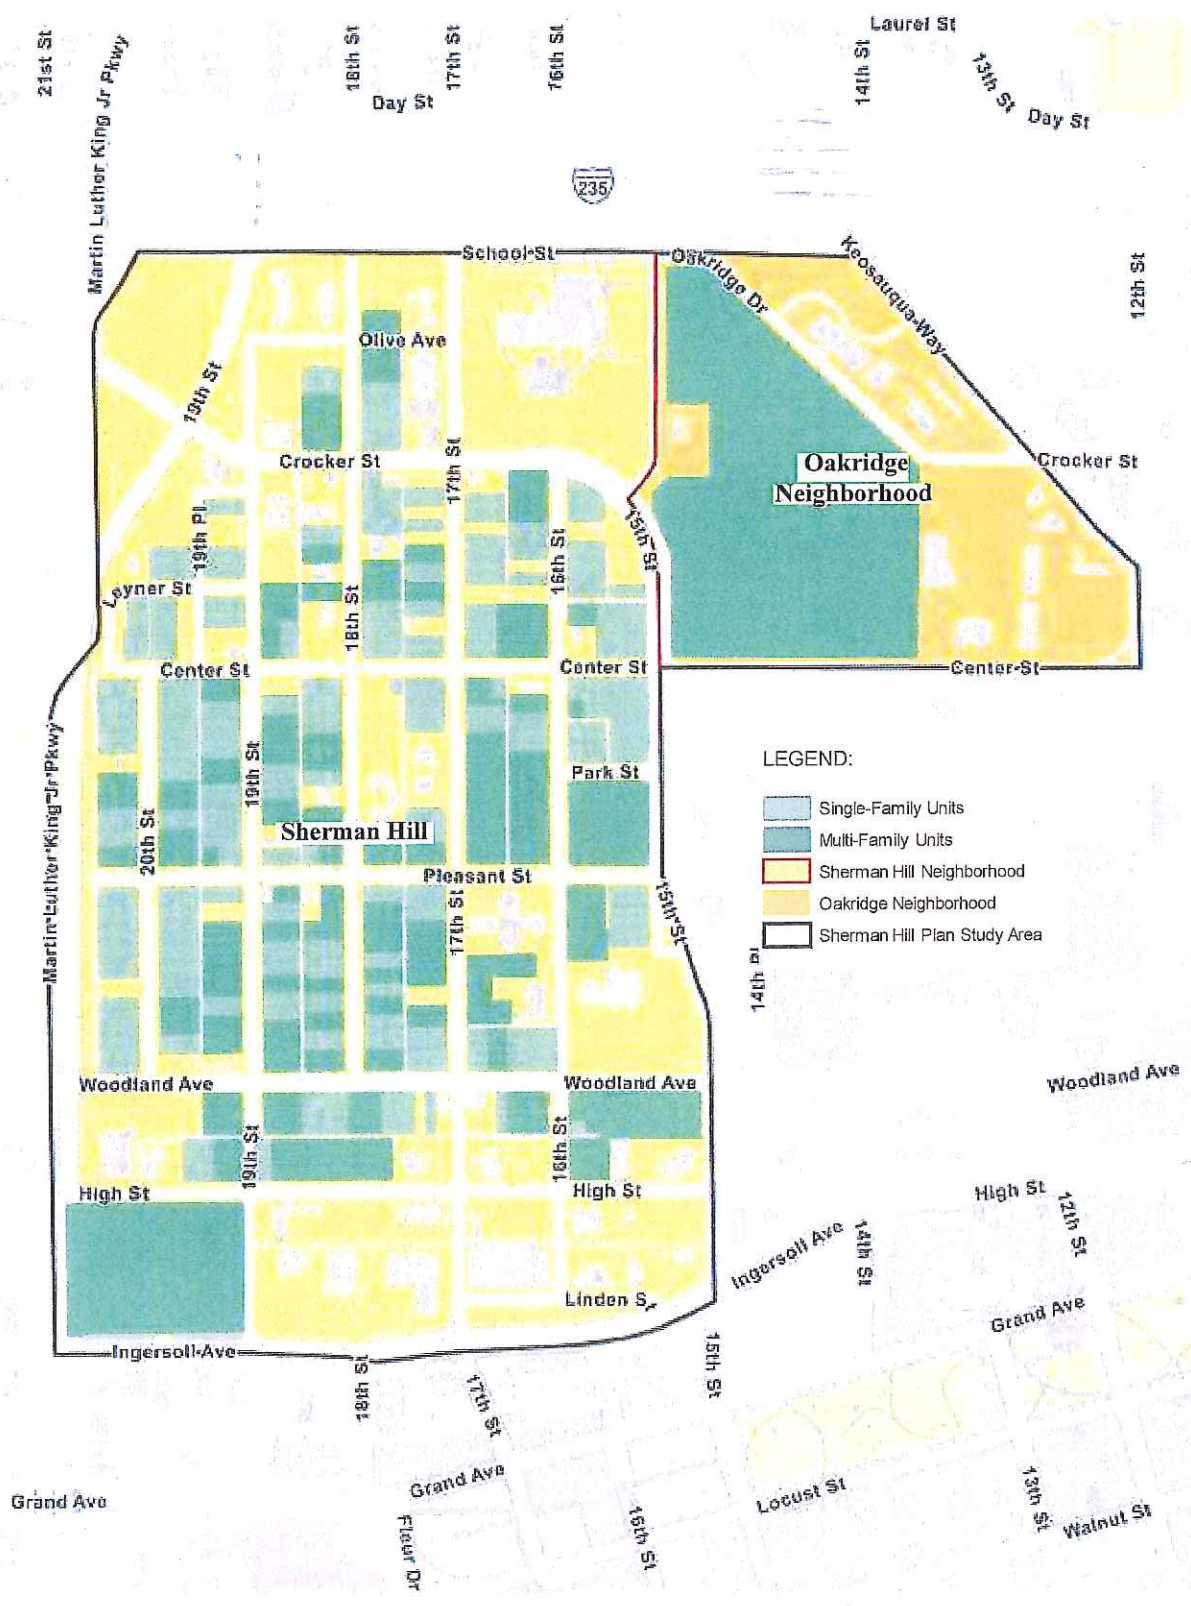 Laurel St
21st St
Martin Luther King Jr Pkwy
18th St
17th St
16th St
14th St
13th St
Day St
Day St
235
School St
Oakridge Dr
Keosauqua Way
12th St
Olive Ave
19th St
Crocker St
17th St
Oakridge
Neighborhood
Crocker St
15th St
19th Pl
16th St
Leyner St
18th St
Center St
Center St
Center St
Martin Luther King Jr Pkwy
19th St
Park St
20th St
Sherman Hill
Pleasant St
17th St
15th St
LEGEND:
Single-Family Units
Multi-Family Units
Sherman Hill Neighborhood
Oakridge Neighborhood
Sherman Hill Plan Study Area
14th St
Woodland Ave
Woodland Ave
Woodland Ave
19th St
16th St
High St
High St
High St
12th St
14th St
Ingersoll Ave
Linden St
Grand Ave
Ingersoll Ave
18th St
17th St
15th St
Grand Ave
Grand Ave
Fleur Dr
16th St
Locust St
13th St
Walnut St